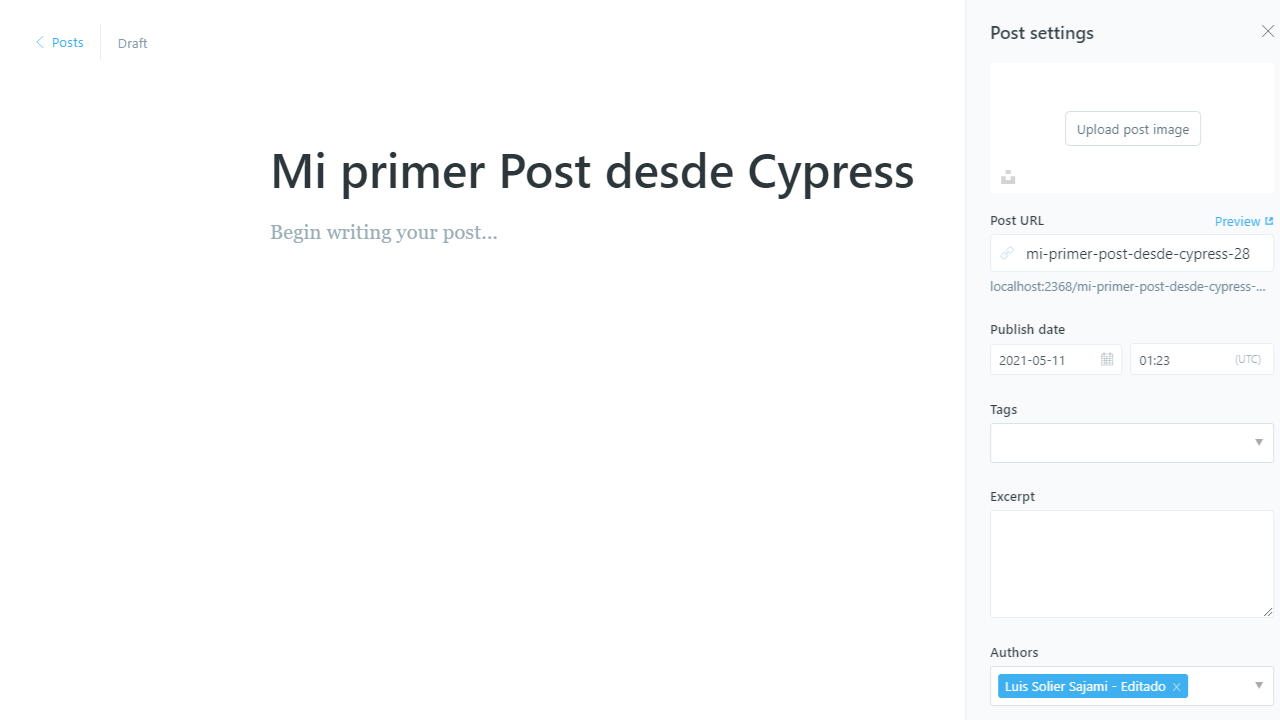 Posts
Draft
Mi primer Post desde Cypress
Begin writing your post...
Post settings
Upload post image
Post URL
Preview
mi-primer-post-desde-cypress-28
localhost:2368/mi-primer-post-desde-cypress-...
Publish date
2021-05-11
01:23
(UTC)
Tags
Excerpt
Authors
Luis Solier Sajami - Editado